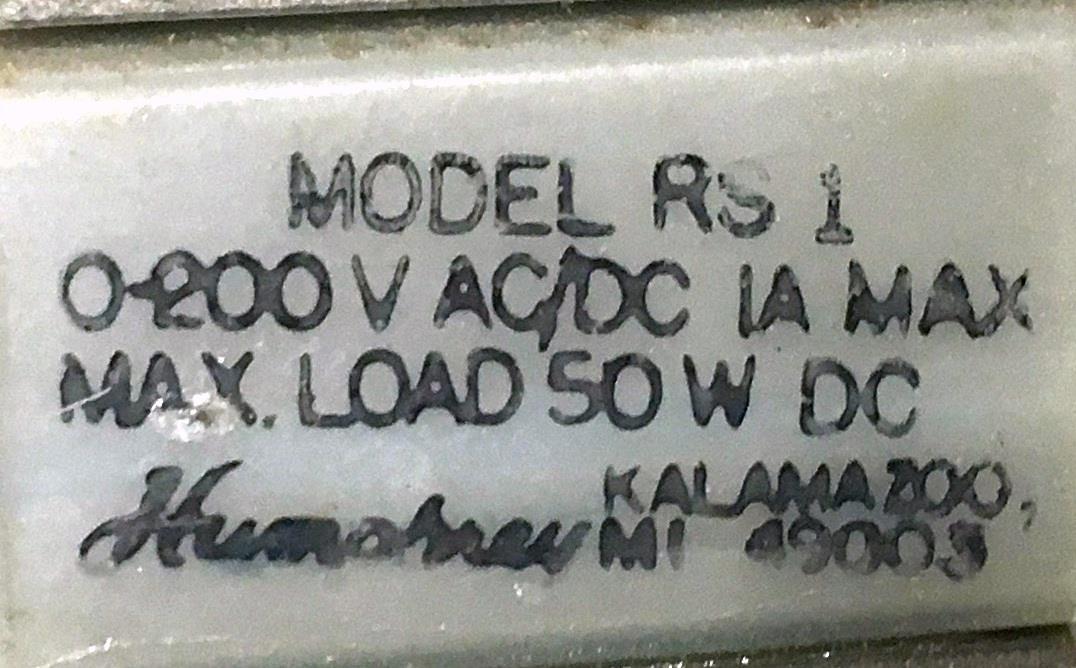 MODEL RS 1
0-200 V AC/DC 1A MAX
MAX. LOAD 50 W DC
Humphrey KALAMAZOO,
MI 49003